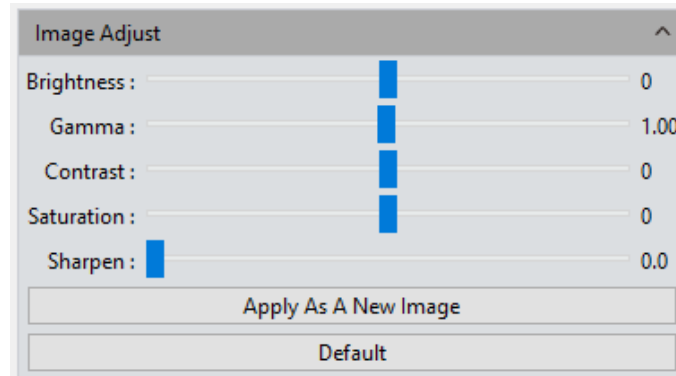 Image Adjust
Brightness : 0
Gamma : 1.00
Contrast : 0
Saturation : 0
Sharpen : 0.0
Apply As A New Image
Default